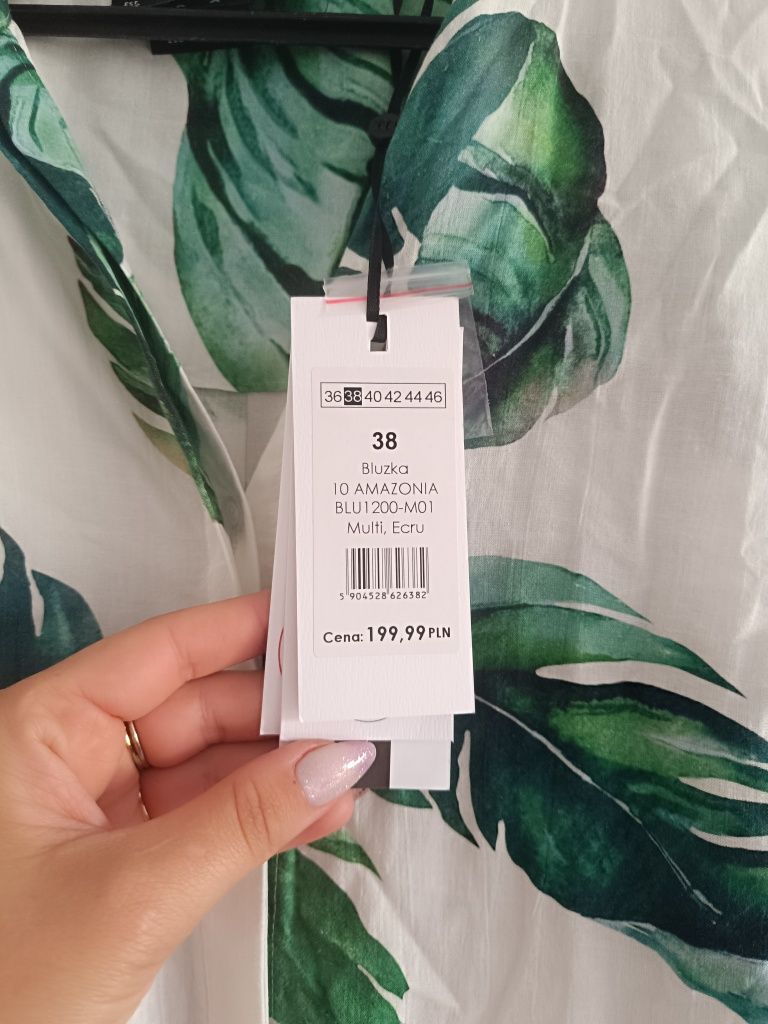 36 38 40 42 44 46
38
Bluzka
10 AMAZONIA
BLU1200-M01
Multi, Ecru
5 904528 626382
Cena: 199,99 PLN